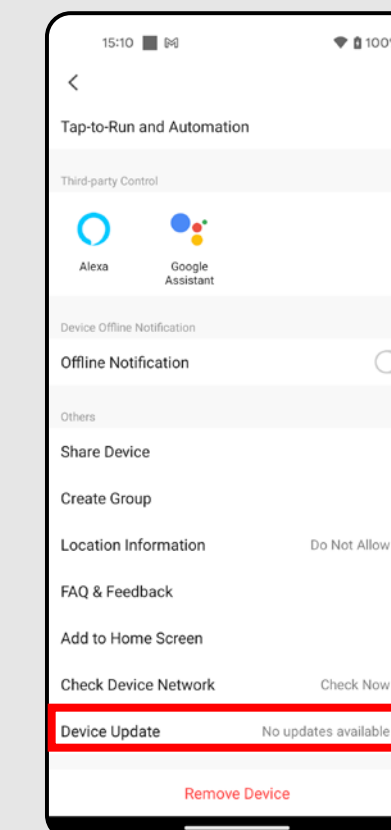 15:10 100%
Tap-to-Run and Automation
Third-party Control
Alexa Google
Assistant
Device Offline Notification
Offline Notification
Others
Share Device
Create Group
Location Information Do Not Allow
FAQ & Feedback
Add to Home Screen
Check Device Network Check Now
Device Update No updates available
Remove Device